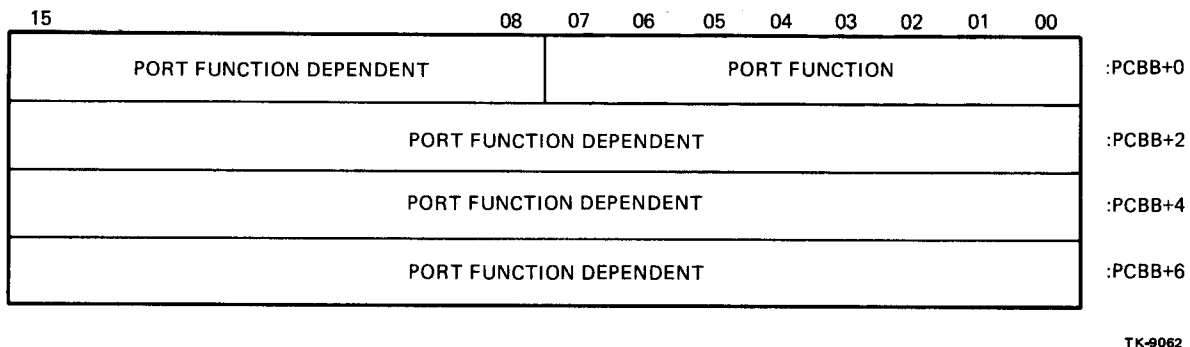 15 08 07 06 05 04 03 02 01 00
PORT FUNCTION DEPENDENT PORT FUNCTION :PCBB+0
PORT FUNCTION DEPENDENT :PCBB+2
PORT FUNCTION DEPENDENT :PCBB+4
PORT FUNCTION DEPENDENT :PCBB+6
TK-9062